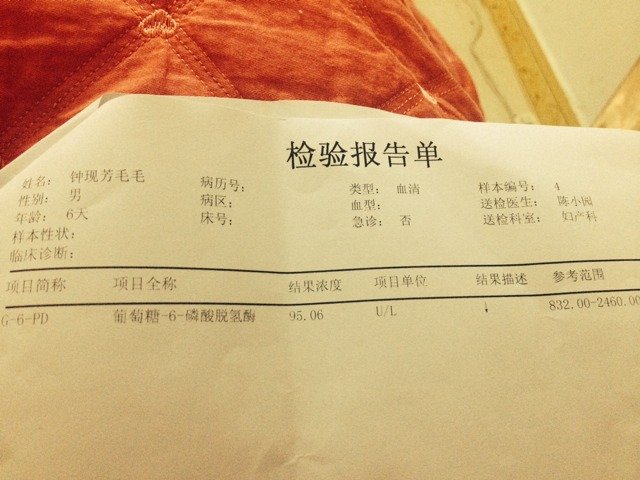 检验报告单
姓名： 钟现芳毛毛 病历号： 类型： 血消 样本编号： 4
性别： 男 病区： 血型： 送检医生： 陈小园
年龄： 6天 床号： 急诊： 否 送检科室： 妇产科
样本性状：
临床诊断：
项目简称 项目全称 结果浓度 项目单位 结果描述 参考范围
G-6-PD 葡萄糖-6-磷酸脱氢酶 95.06 U/L ↓ 832.00-2460.00